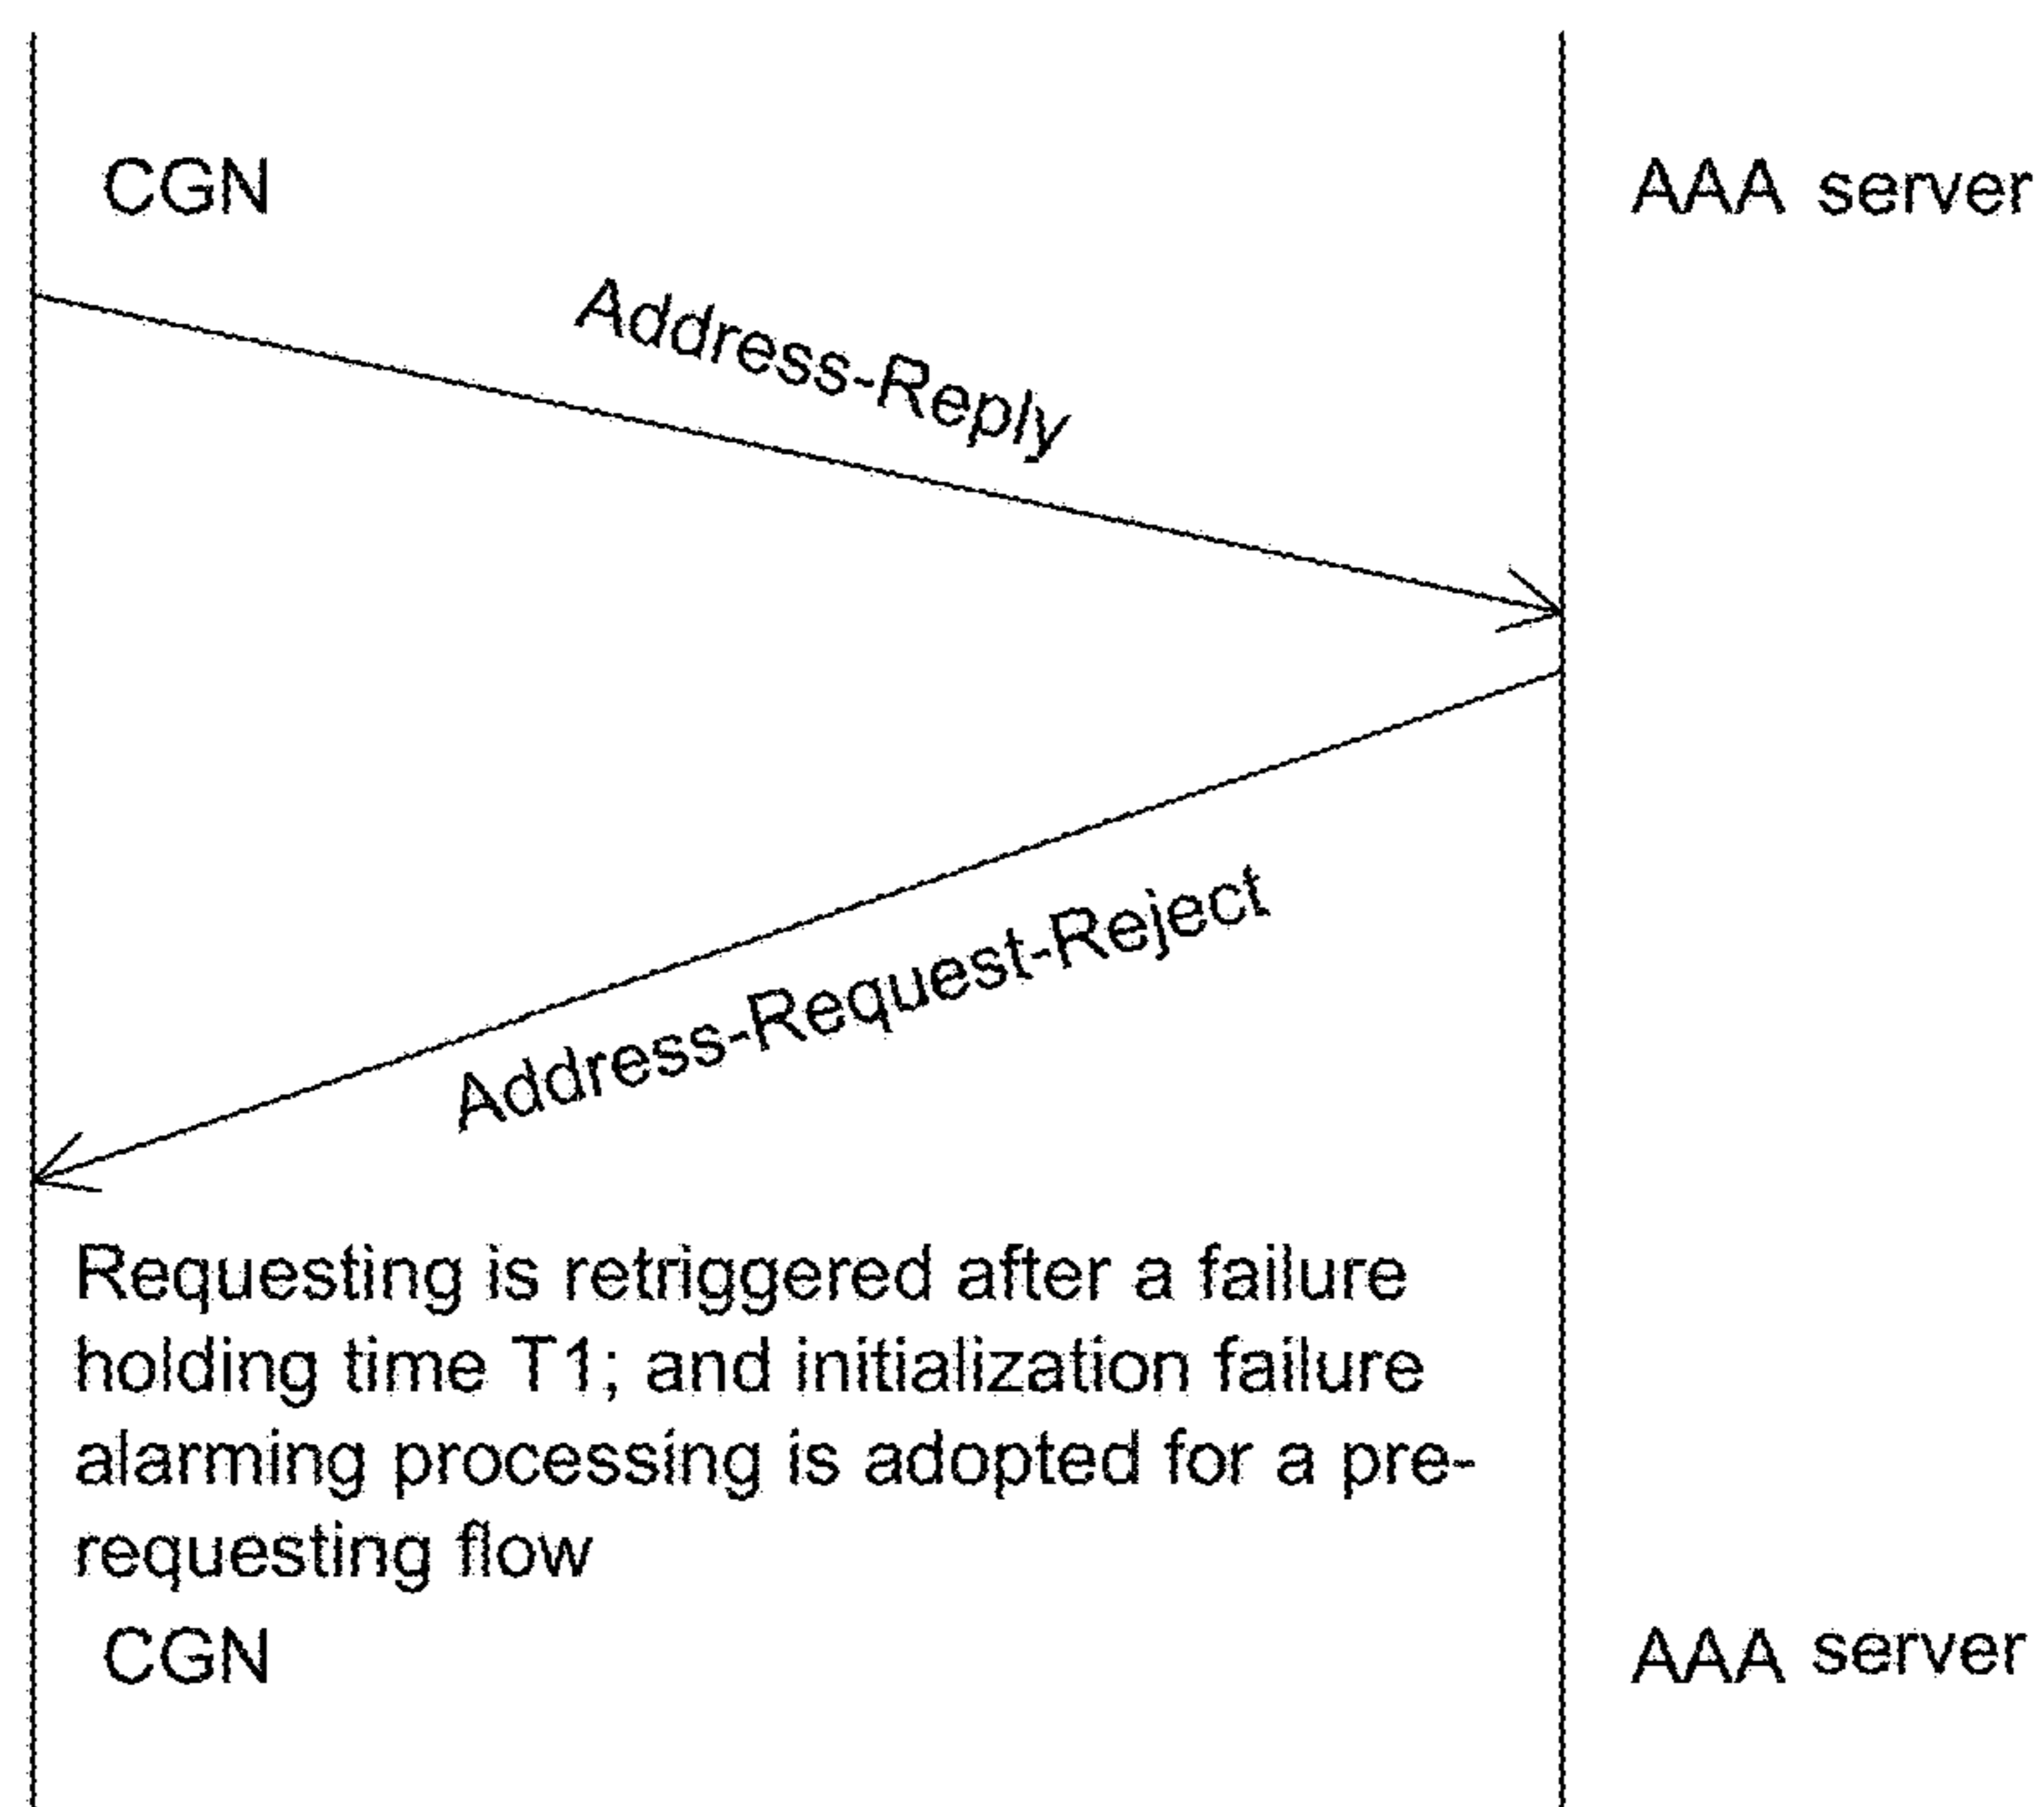 CGN
AAA server
Address-Reply
Address-Request-Reject
Requesting is retriggered after a failure
holding time T1; and initialization failure
alarming processing is adopted for a pre-
requesting flow
CGN
AAA server